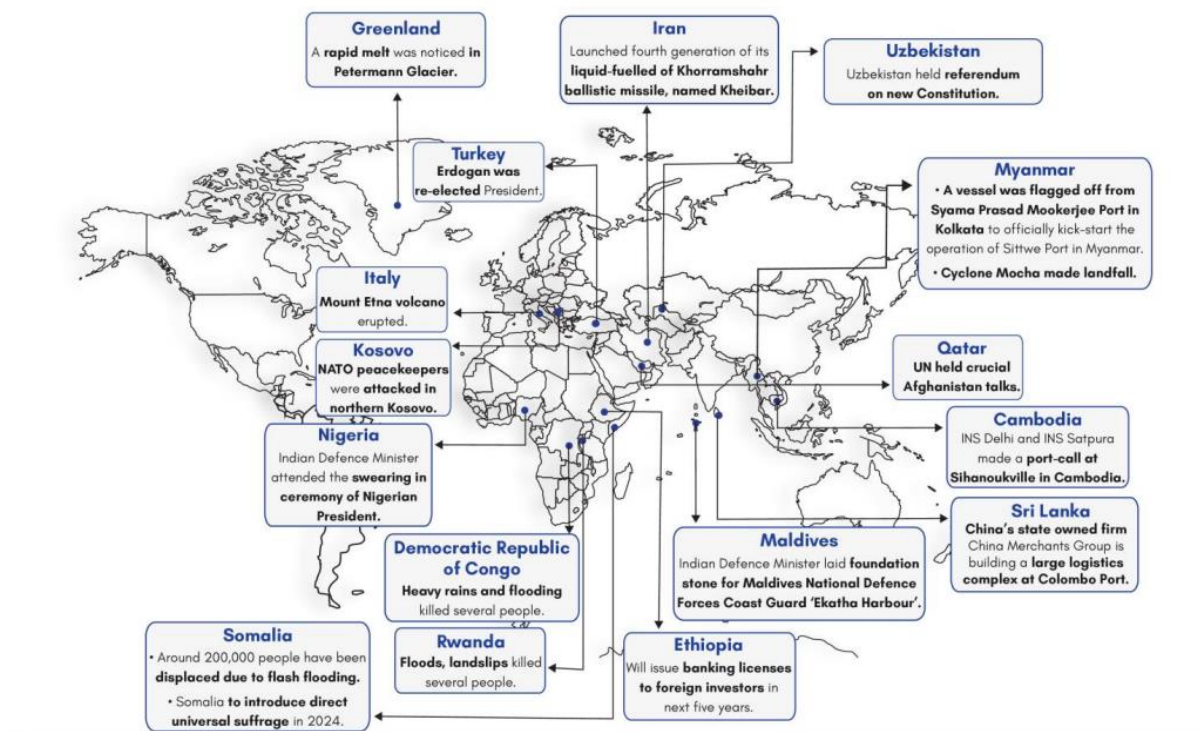 Greenland
A rapid melt was noticed in
Petermann Glacier.
Iran
Launched fourth generation of its
liquid-fuelled of Khorramshahr
ballistic missile, named Kheibar.
Uzbekistan
Uzbekistan held referendum
on new Constitution.
Turkey
Erdogan was
re-elected President.
Myanmar
• A vessel was flagged off from
Syama Prasad Mookerjee Port in
Kolkata to officially kick-start the
operation of Sittwe Port in Myanmar.
• Cyclone Mocha made landfall.
Italy
Mount Etna volcano
erupted.
Kosovo
NATO peacekeepers
were attacked in
northern Kosovo.
Qatar
UN held crucial
Afghanistan talks.
Nigeria
Indian Defence Minister
attended the swearing in
ceremony of Nigerian
President.
Cambodia
INS Delhi and INS Satpura
made a port-call at
Sihanoukville in Cambodia.
Sri Lanka
China's state owned firm
China Merchants Group is
building a large logistics
complex at Colombo Port.
Democratic Republic
of Congo
Heavy rains and flooding
killed several people.
Maldives
Indian Defence Minister laid foundation
stone for Maldives National Defence
Forces Coast Guard 'Ekatha Harbour'.
Somalia
• Around 200,000 people have been
displaced due to flash flooding.
• Somalia to introduce direct
universal suffrage in 2024.
Rwanda
Floods, landslips killed
several people.
Ethiopia
Will issue banking licenses
to foreign investors in
next five years.